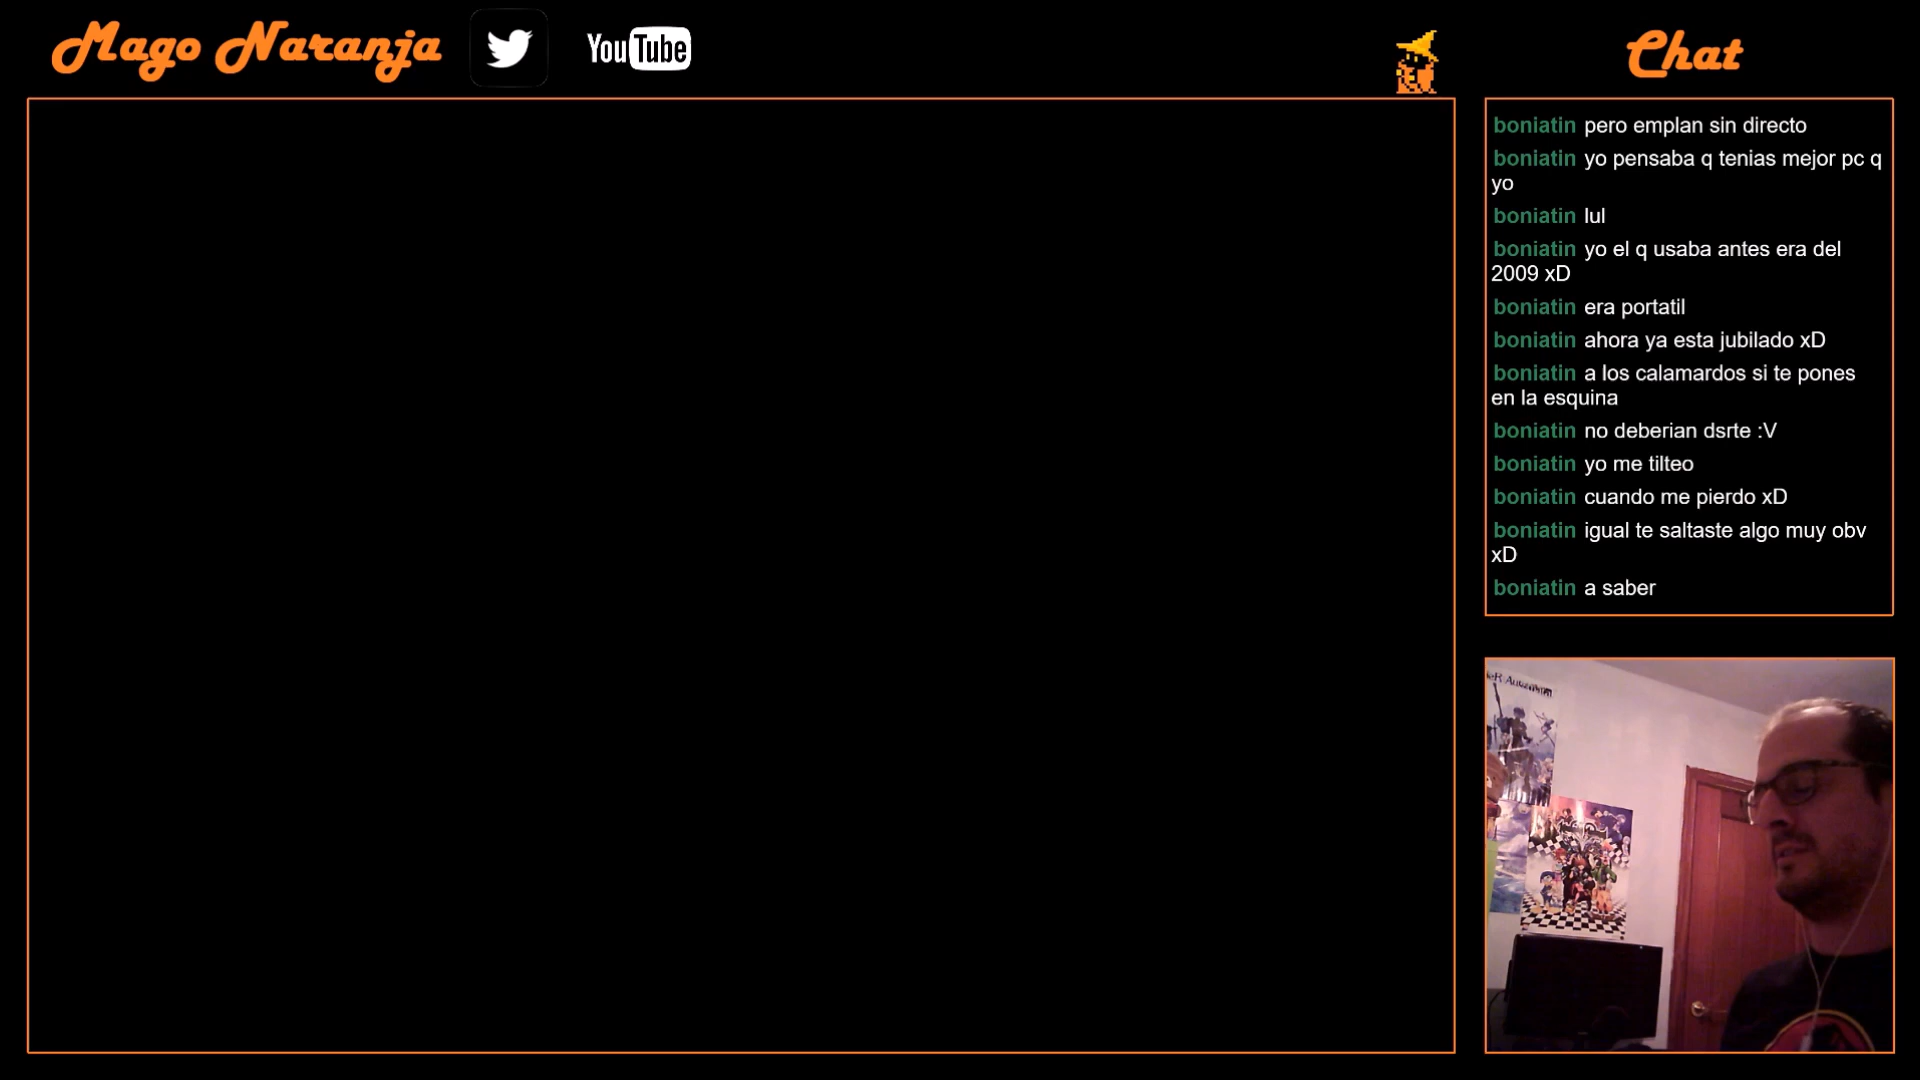 Mago Naranja
YouTube
Chat
boniatin pero emplan sin directo
boniatin yo pensaba q tenias mejor pc q
yo
boniatin lul
boniatin yo el q usaba antes era del
2009 xD
boniatin era portatil
boniatin ahora ya esta jubilado xD
boniatin a los calamardos si te pones
en la esquina
boniatin no deberian dsrte :V
boniatin yo me tilteo
boniatin cuando me pierdo xD
boniatin igual te saltaste algo muy obv
xD
boniatin a saber